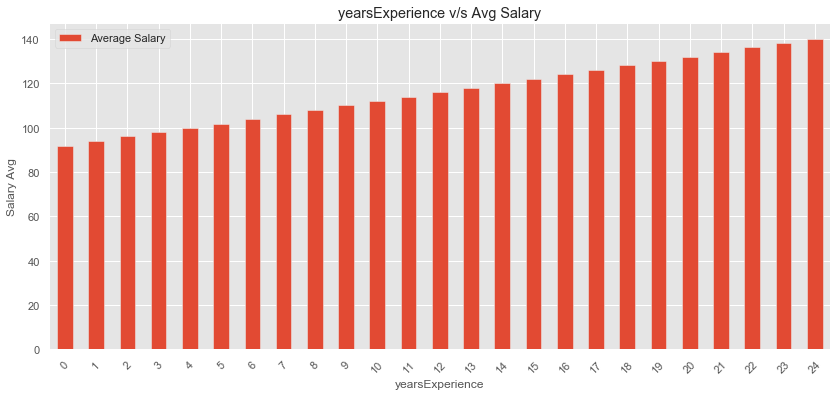 yearsExperience v/s Avg Salary
Average Salary
Salary Avg
140
120
100
80
60
40
20
0
0 1 2 3 4 5 6 7 8 9 10 11 12 13 14 15 16 17 18 19 20 21 22 23 24
yearsExperience